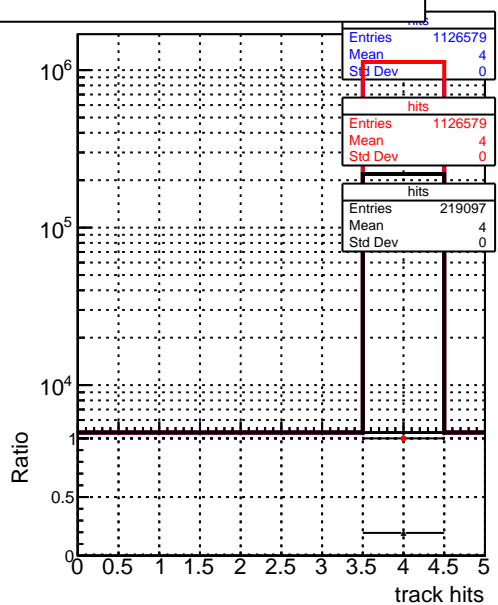 hits
Entries 1126579
Mean 4
Std Dev 0
hits
Entries 1126579
Mean 4
Std Dev 0
hits
Entries 219097
Mean 4
Std Dev 0
10⁶
10⁵
10⁴
Ratio
1
0.5
0
0 0.5 1 1.5 2 2.5 3 3.5 4 4.5 5
track hits